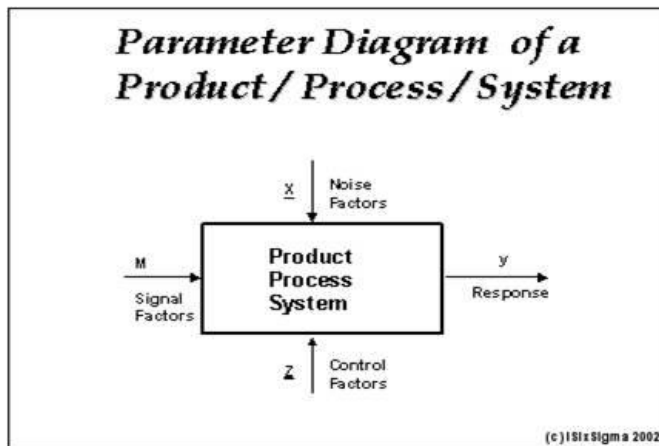 Parameter Diagram of a
Product / Process / System
X
Noise
Factors
M
Signal
Factors
Product
Process
System
y
Response
Z
Control
Factors
(c) ISixSigma 2002